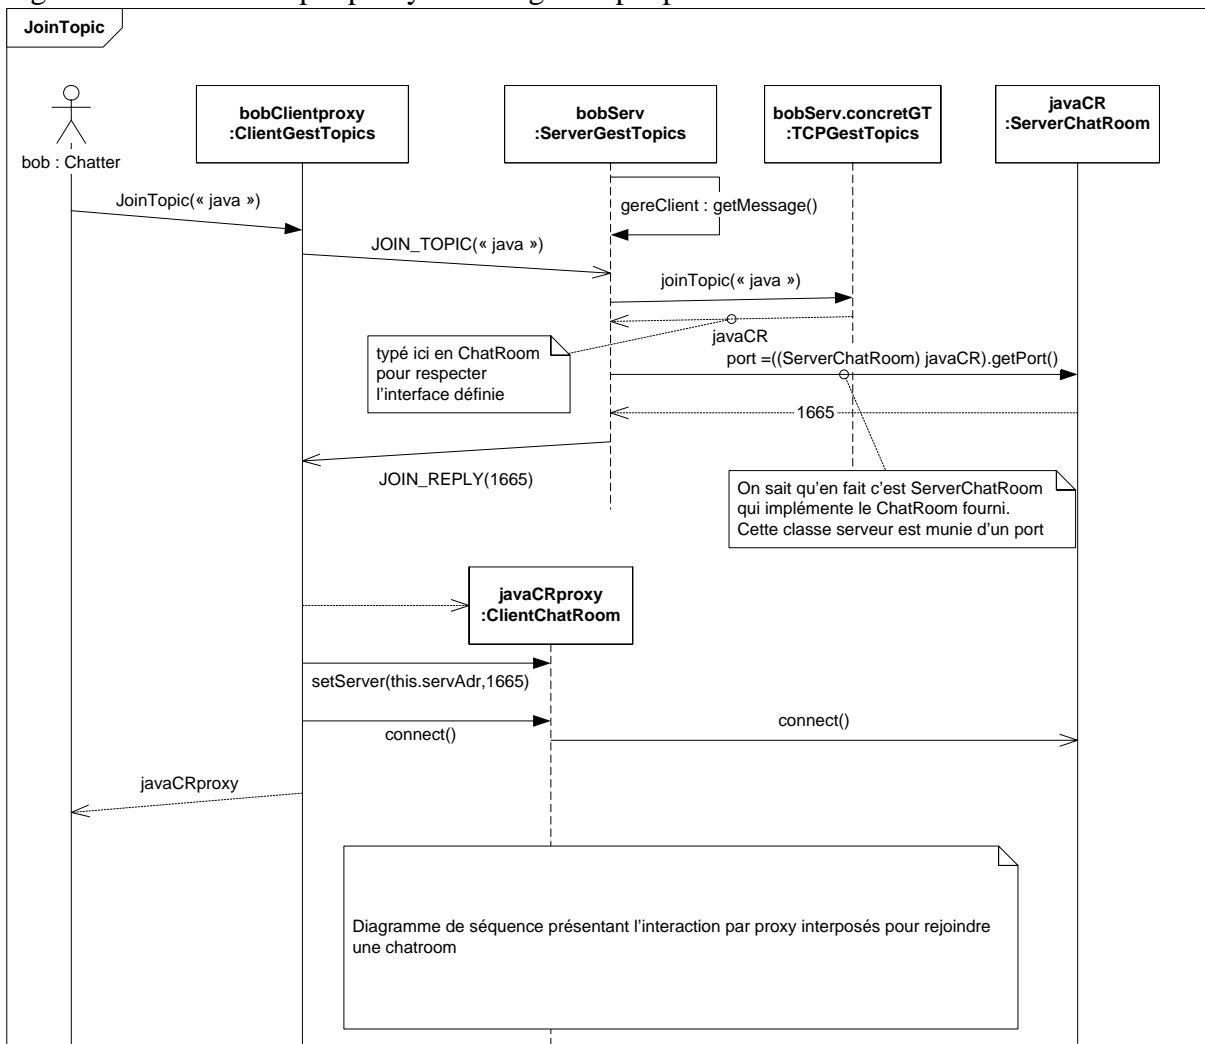 JoinTopic
bob : Chatter
bobClientproxy
:ClientGestTopics
bobServ
:ServerGestTopics
bobServ.concretGT
:TCPGestTopics
javaCR
:ServerChatRoom
JoinTopic(« java »)
gereClient : getMessage()
JOIN_TOPIC(« java »)
joinTopic(« java »)
javaCR
typé ici en ChatRoom
pour respecter
l’interface définie
port =((ServerChatRoom) javaCR).getPort()
1665
JOIN_REPLY(1665)
On sait qu’en fait c’est ServerChatRoom
qui implémente le ChatRoom fourni.
Cette classe serveur est munie d’un port
javaCRproxy
:ClientChatRoom
setServer(this.servAdr,1665)
connect()
connect()
javaCRproxy
Diagramme de séquence présentant l’interaction par proxy interposés pour rejoindre
une chatroom